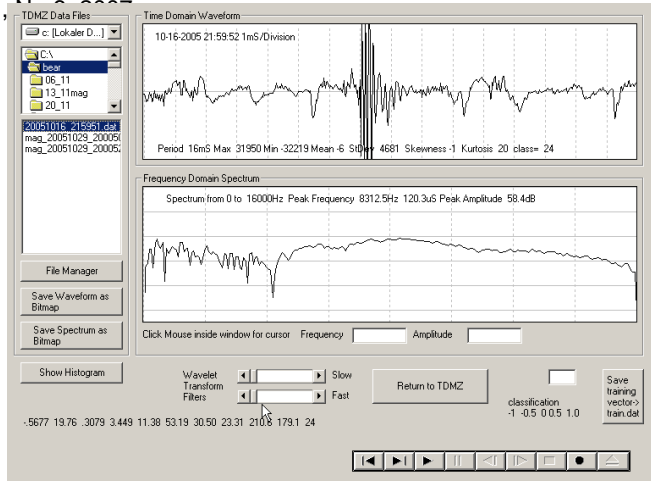 TDMZ Data Files
c: [Lokaler D...]
C:\
bear
06_11
13_11mag
20_11
20051016_215951.dat
mag_20051029_20005(
mag_20051029_20005:
File Manager
Save Waveform as
Bitmap
Save Spectrum as
Bitmap
Show Histogram
Time Domain Waveform
10-16-2005 21:59:52 1mS/Division
Period 16mS Max 31950 Min -32219 Mean -6 StDev 4681 Skewness -1 Kurtosis 20 class= 24
Frequency Domain Spectrum
Spectrum from 0 to 16000Hz Peak Frequency 8312.5Hz 120.3uS Peak Amplitude 58.4dB
Click Mouse inside window for cursor Frequency Amplitude
Wavelet
Transform
Filters
Slow
Fast
Return to TDMZ
classification
-1 -0.5 0 0.5 1.0
Save
training
vector->
train.dat
-.5677 19.76 .3079 3.449 11.38 53.19 30.50 23.31 210.6 179.1 24